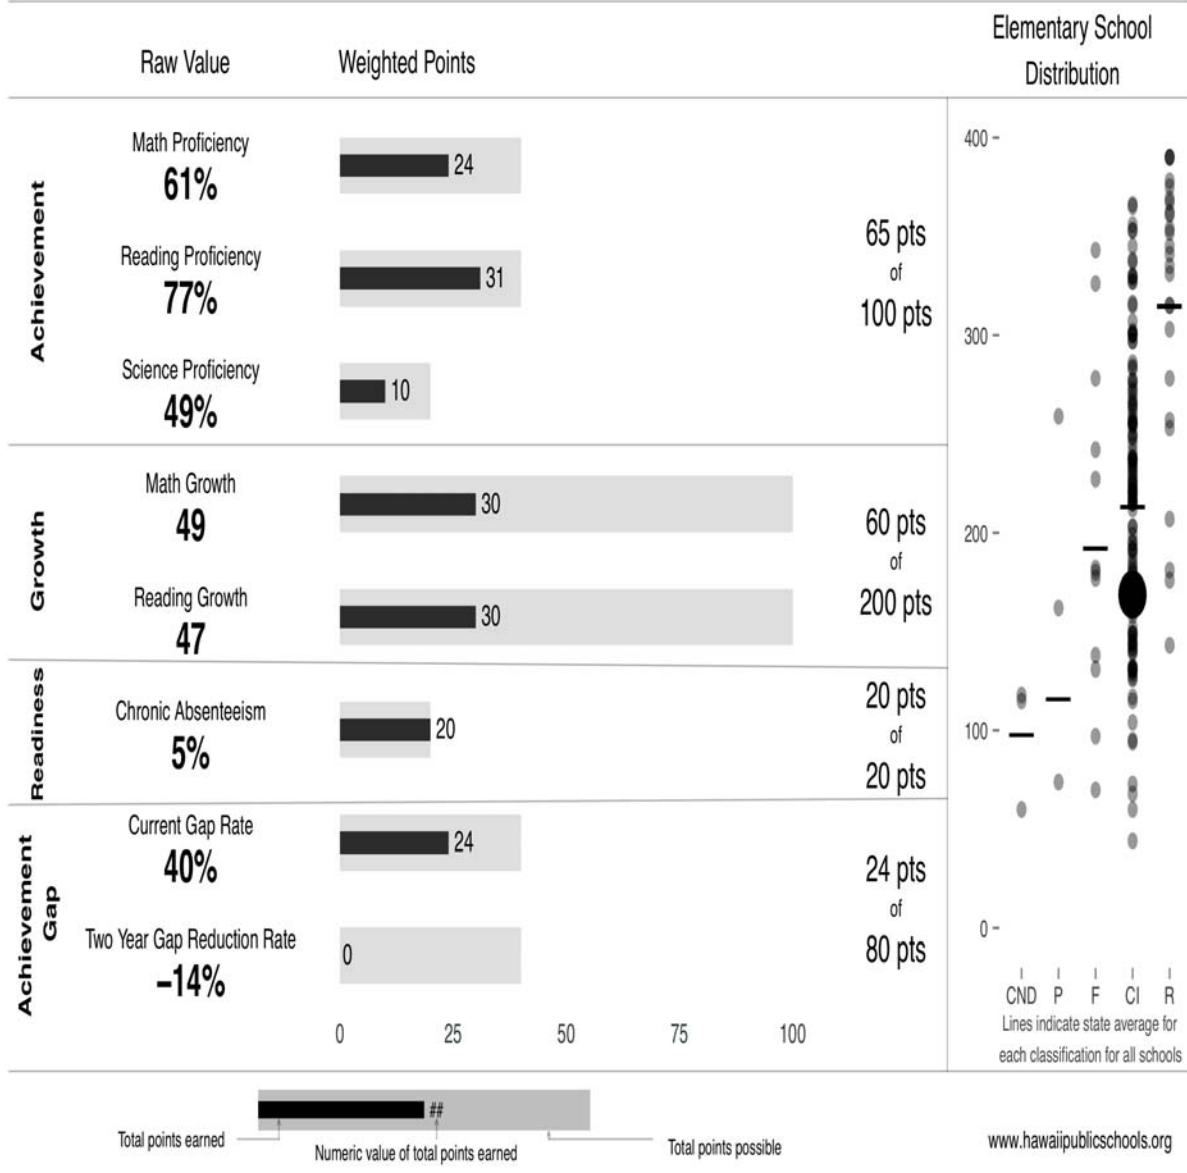 Raw Value
Weighted Points
Elementary School
Distribution
Achievement
Math Proficiency
61%
24
Reading Proficiency
77%
31
Science Proficiency
49%
10
65 pts
of
100 pts
Growth
Math Growth
49
30
Reading Growth
47
30
60 pts
of
200 pts
Readiness
Chronic Absenteeism
5%
20
20 pts
of
20 pts
Achievement
Gap
Current Gap Rate
40%
24
Two Year Gap Reduction Rate
–14%
0
24 pts
of
80 pts
0 25 50 75 100
400
300
200
100
0
CND P F CI R
Lines indicate state average for
each classification for all schools
##
Total points earned
Numeric value of total points earned
Total points possible
www.hawaiipublicschools.org